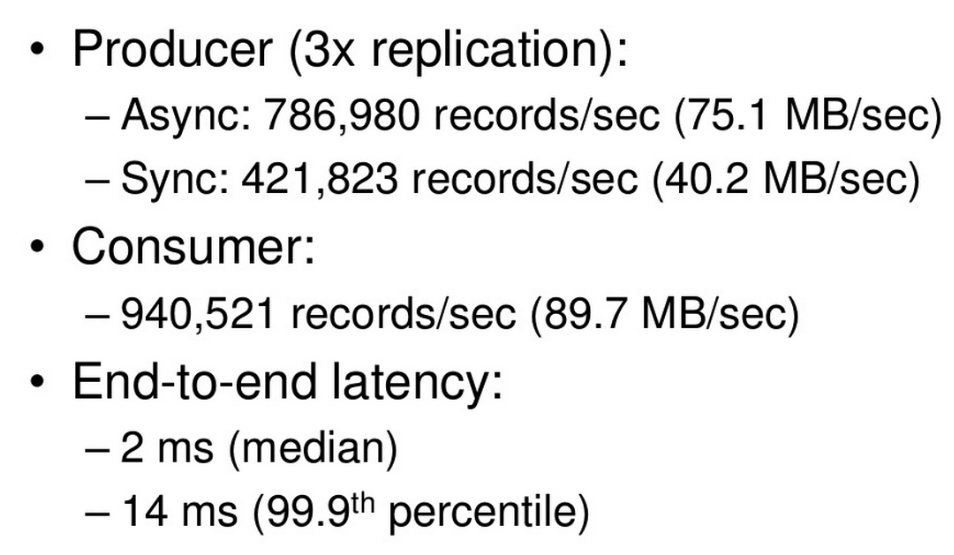 • Producer (3x replication):
– Async: 786,980 records/sec (75.1 MB/sec)
– Sync: 421,823 records/sec (40.2 MB/sec)
• Consumer:
– 940,521 records/sec (89.7 MB/sec)
• End-to-end latency:
– 2 ms (median)
– 14 ms (99.9th percentile)